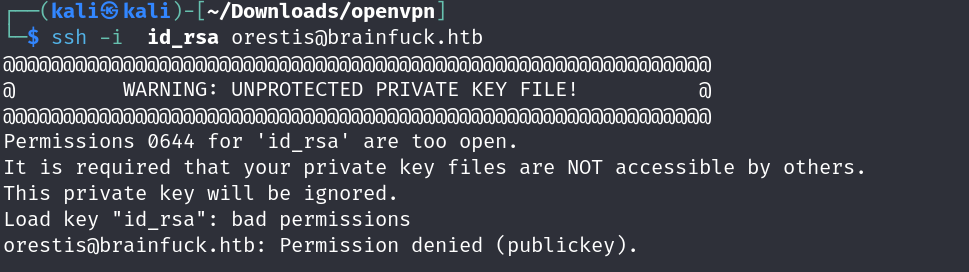 ┌──(kali㉿kali)-[~/Downloads/openvpn]
└─$ ssh -i  id_rsa orestis@brainfuck.htb
@@@@@@@@@@@@@@@@@@@@@@@@@@@@@@@@@@@@@@@@@@@@@@@@@@@@@@@@@@@
@         WARNING: UNPROTECTED PRIVATE KEY FILE!          @
@@@@@@@@@@@@@@@@@@@@@@@@@@@@@@@@@@@@@@@@@@@@@@@@@@@@@@@@@@@
Permissions 0644 for 'id_rsa' are too open.
It is required that your private key files are NOT accessible by others.
This private key will be ignored.
Load key "id_rsa": bad permissions
orestis@brainfuck.htb: Permission denied (publickey).